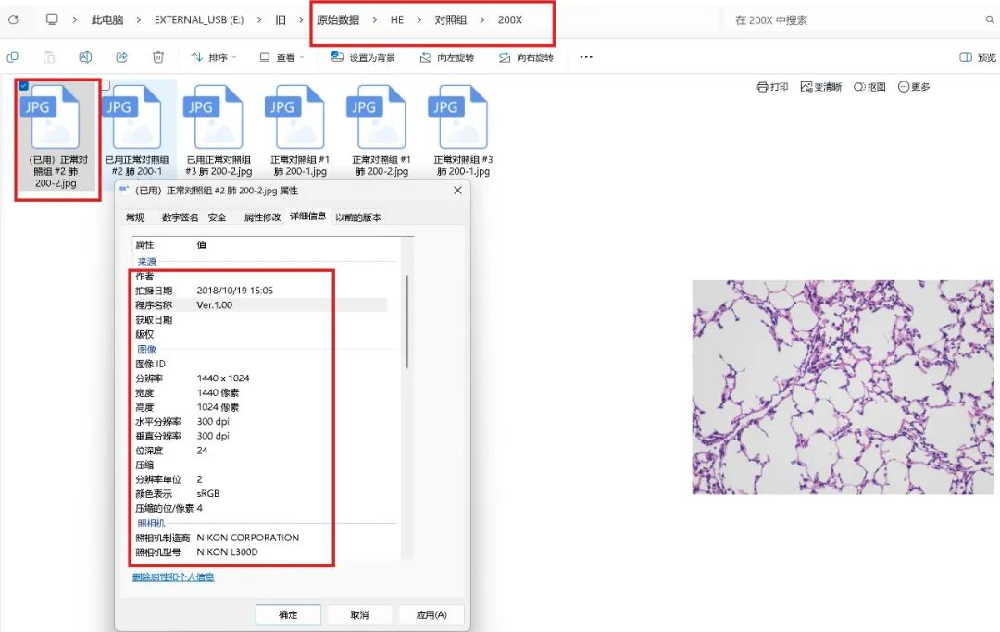 此电脑 > EXTERNAL_USB (E:) > 旧 > 原始数据 > HE > 对照组 > 200X
在 200X 中搜索
排序 查看 设置为背景 向左旋转 向右旋转 ··· 预览
打印 变清晰 抠图 更多
JPG JPG JPG JPG JPG JPG
（已用）正常对照组 #2 肺 200-2.jpg
已用正常对照组 #2 肺 200-1
已用正常对照组 #3 肺 200-2.jpg
正常对照组 #1 肺 200-1.jpg
正常对照组 #1 肺 200-2.jpg
正常对照组 #3 肺 200-1.jpg
（已用）正常对照组 #2 肺 200-2.jpg 属性
常规 数字签名 安全 属性修改 详细信息 以前的版本
属性 值
来源
作者
拍摄日期 2018/10/19 15:05
程序名称 Ver.1.00
获取日期
版权
图像
图像 ID
分辨率 1440 x 1024
宽度 1440 像素
高度 1024 像素
水平分辨率 300 dpi
垂直分辨率 300 dpi
位深度 24
压缩
分辨率单位 2
颜色表示 sRGB
压缩的位/像素 4
照相机
照相机制造商 NIKON CORPORATION
照相机型号 NIKON L300D
删除属性和个人信息
确定 取消 应用(A)